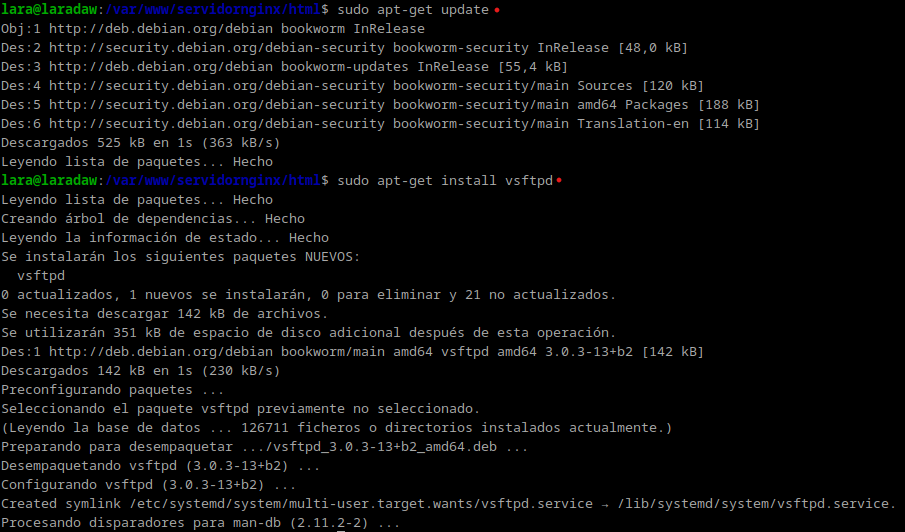 lara@laradaw:/var/www/servidornginx/html$ sudo apt-get update
Obj:1 http://deb.debian.org/debian bookworm InRelease
Des:2 http://security.debian.org/debian-security bookworm-security InRelease [48,0 kB]
Des:3 http://deb.debian.org/debian bookworm-updates InRelease [55,4 kB]
Des:4 http://security.debian.org/debian-security bookworm-security/main Sources [120 kB]
Des:5 http://security.debian.org/debian-security bookworm-security/main amd64 Packages [188 kB]
Des:6 http://security.debian.org/debian-security bookworm-security/main Translation-en [114 kB]
Descargados 525 kB en 1s (363 kB/s)
Leyendo lista de paquetes... Hecho
lara@laradaw:/var/www/servidornginx/html$ sudo apt-get install vsftpd
Leyendo lista de paquetes... Hecho
Creando árbol de dependencias... Hecho
Leyendo la información de estado... Hecho
Se instalarán los siguientes paquetes NUEVOS:
  vsftpd
0 actualizados, 1 nuevos se instalarán, 0 para eliminar y 21 no actualizados.
Se necesita descargar 142 kB de archivos.
Se utilizarán 351 kB de espacio de disco adicional después de esta operación.
Des:1 http://deb.debian.org/debian bookworm/main amd64 vsftpd amd64 3.0.3-13+b2 [142 kB]
Descargados 142 kB en 1s (230 kB/s)
Preconfigurando paquetes ...
Seleccionando el paquete vsftpd previamente no seleccionado.
(Leyendo la base de datos ... 126711 ficheros o directorios instalados actualmente.)
Preparando para desempaquetar .../vsftpd_3.0.3-13+b2_amd64.deb ...
Desempaquetando vsftpd (3.0.3-13+b2) ...
Configurando vsftpd (3.0.3-13+b2) ...
Created symlink /etc/systemd/system/multi-user.target.wants/vsftpd.service → /lib/systemd/system/vsftpd.service.
Procesando disparadores para man-db (2.11.2-2) ...